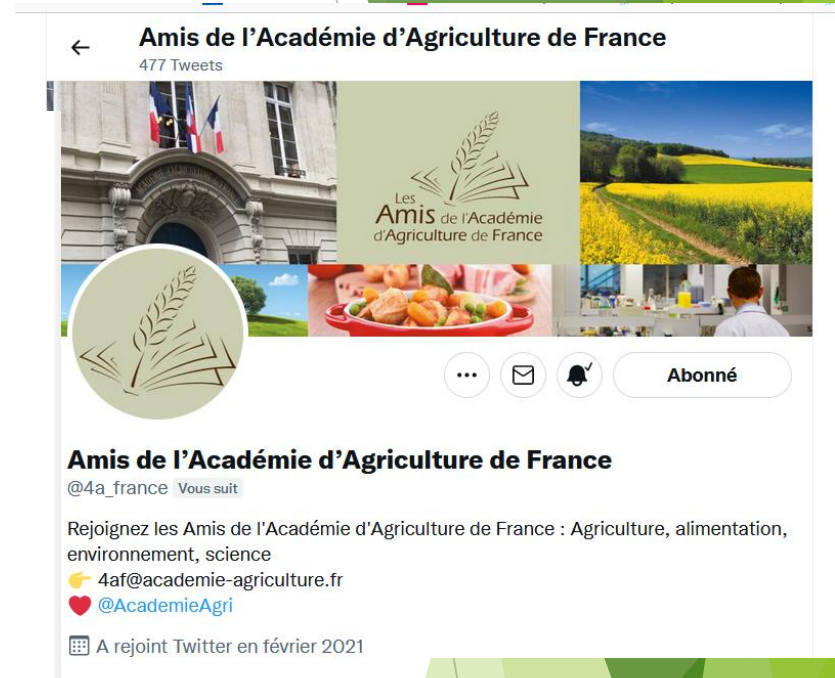 Amis de l’Académie d’Agriculture de France
477 Tweets
Les
Amis de l'Académie
d'Agriculture de France
Abonné
Amis de l’Académie d’Agriculture de France
@4a_france Vous suit
Rejoignez les Amis de l'Académie d'Agriculture de France : Agriculture, alimentation,
environnement, science
👉 4af@academie-agriculture.fr
❤️ @AcademieAgri
A rejoint Twitter en février 2021